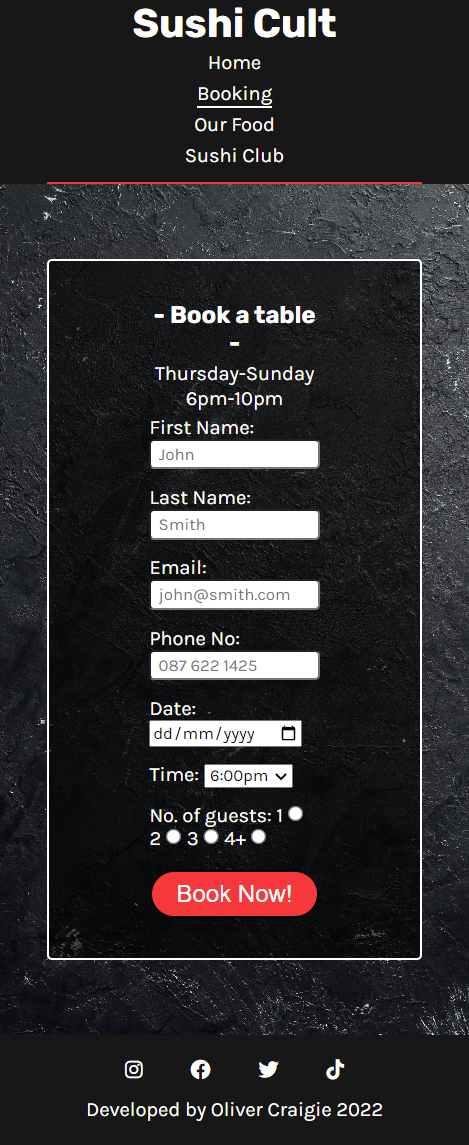 Sushi Cult
Home
Booking
Our Food
Sushi Club
- Book a table
-
Thursday-Sunday
6pm-10pm
First Name:
John
Last Name:
Smith
Email:
john@smith.com
Phone No:
087 622 1425
Date:
dd/mm/yyyy
Time: 6:00pm
No. of guests: 1
2 3 4+
Book Now!
Developed by Oliver Craigie 2022